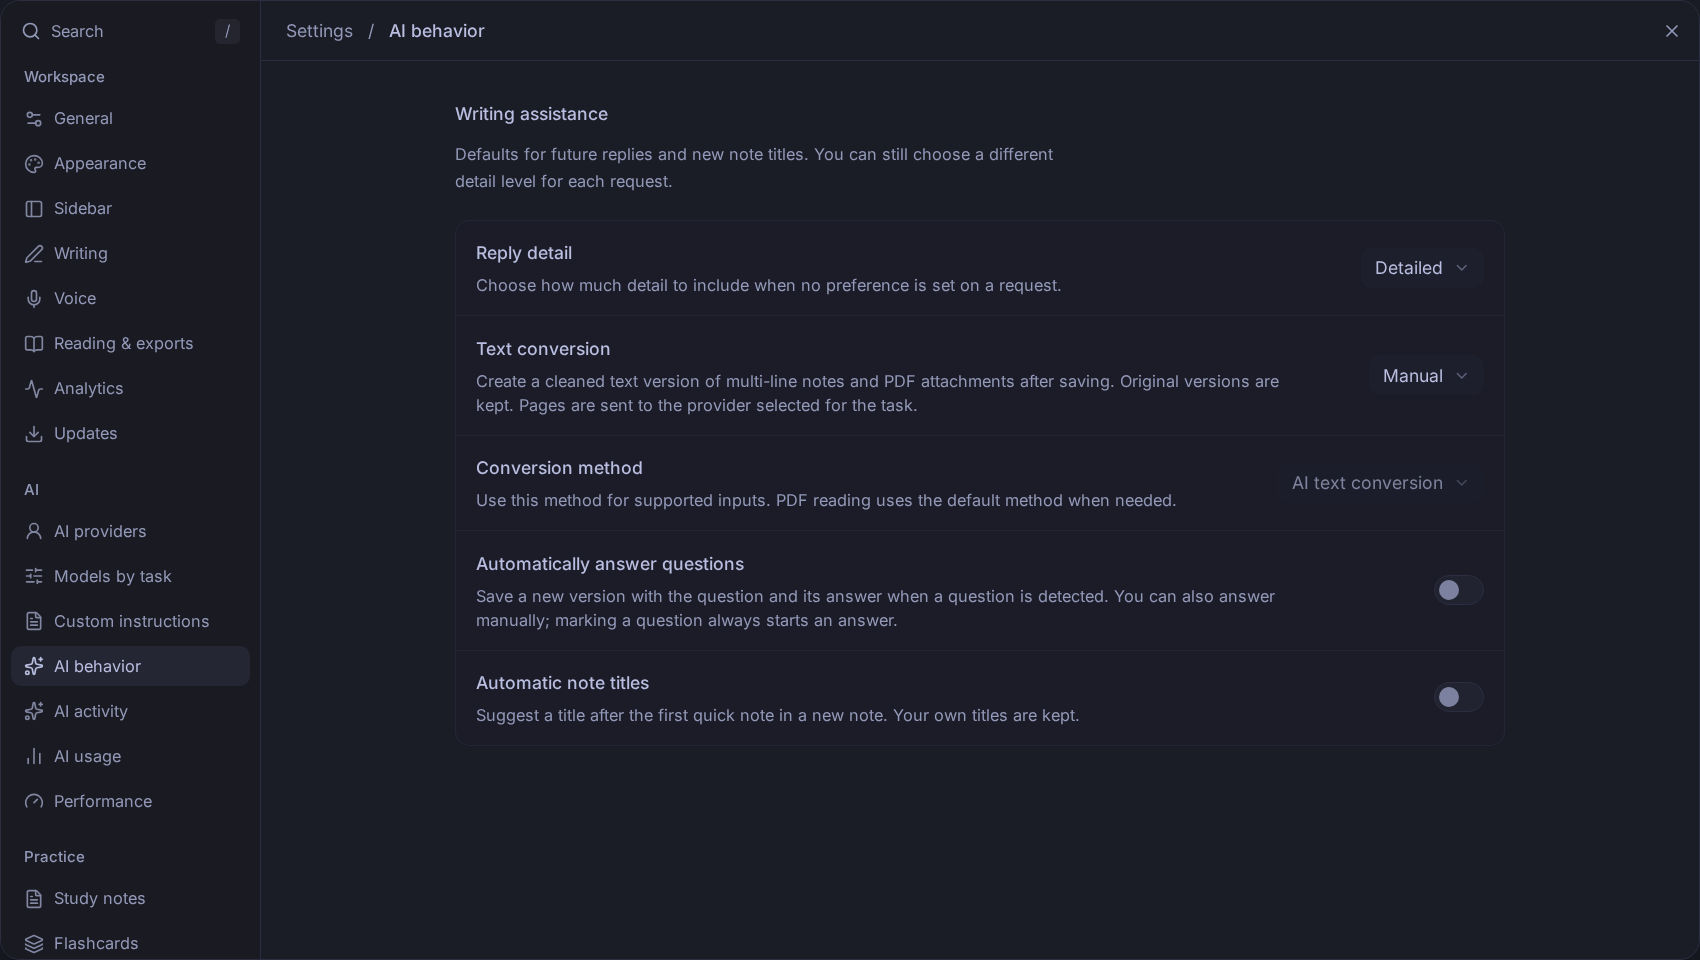 Search /
Workspace
General
Appearance
Sidebar
Writing
Voice
Reading & exports
Analytics
Updates
AI
AI providers
Models by task
Custom instructions
AI behavior
AI activity
AI usage
Performance
Practice
Study notes
Flashcards
Settings / AI behavior
Writing assistance
Defaults for future replies and new note titles. You can still choose a different
detail level for each request.
Reply detail
Choose how much detail to include when no preference is set on a request.
Detailed
Text conversion
Create a cleaned text version of multi-line notes and PDF attachments after saving. Original versions are
kept. Pages are sent to the provider selected for the task.
Manual
Conversion method
Use this method for supported inputs. PDF reading uses the default method when needed.
AI text conversion
Automatically answer questions
Save a new version with the question and its answer when a question is detected. You can also answer
manually; marking a question always starts an answer.
Automatic note titles
Suggest a title after the first quick note in a new note. Your own titles are kept.